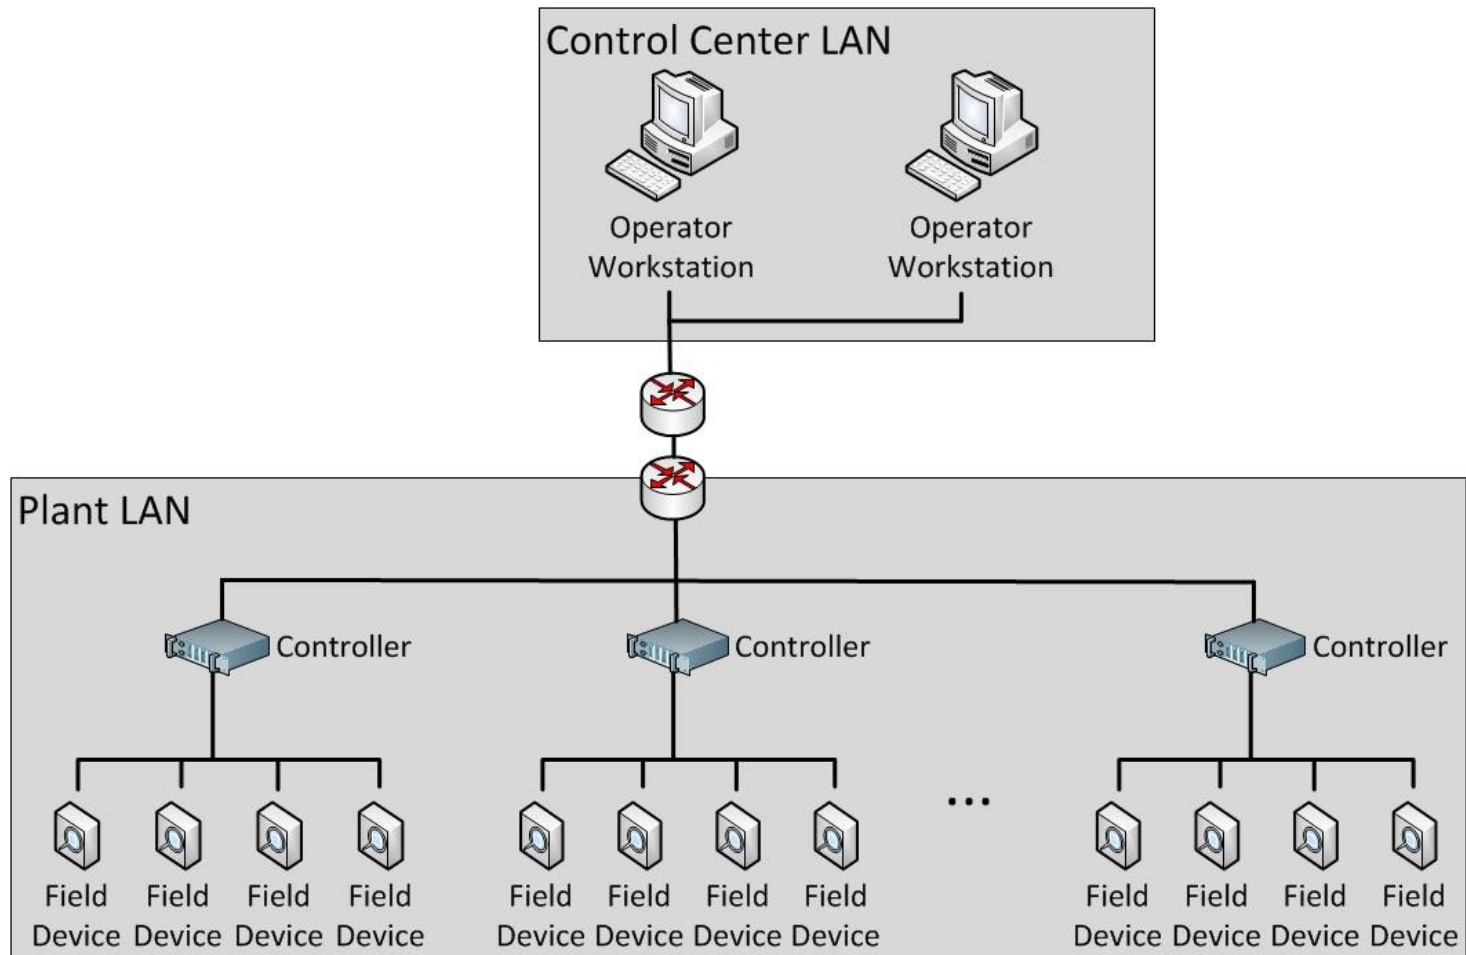 Control Center LAN
Operator
Workstation
Operator
Workstation
Plant LAN
Controller
Controller
Controller
...
Field
Device
Field
Device
Field
Device
Field
Device
Field
Device
Field
Device
Field
Device
Field
Device
Field
Device
Field
Device
Field
Device
Field
Device